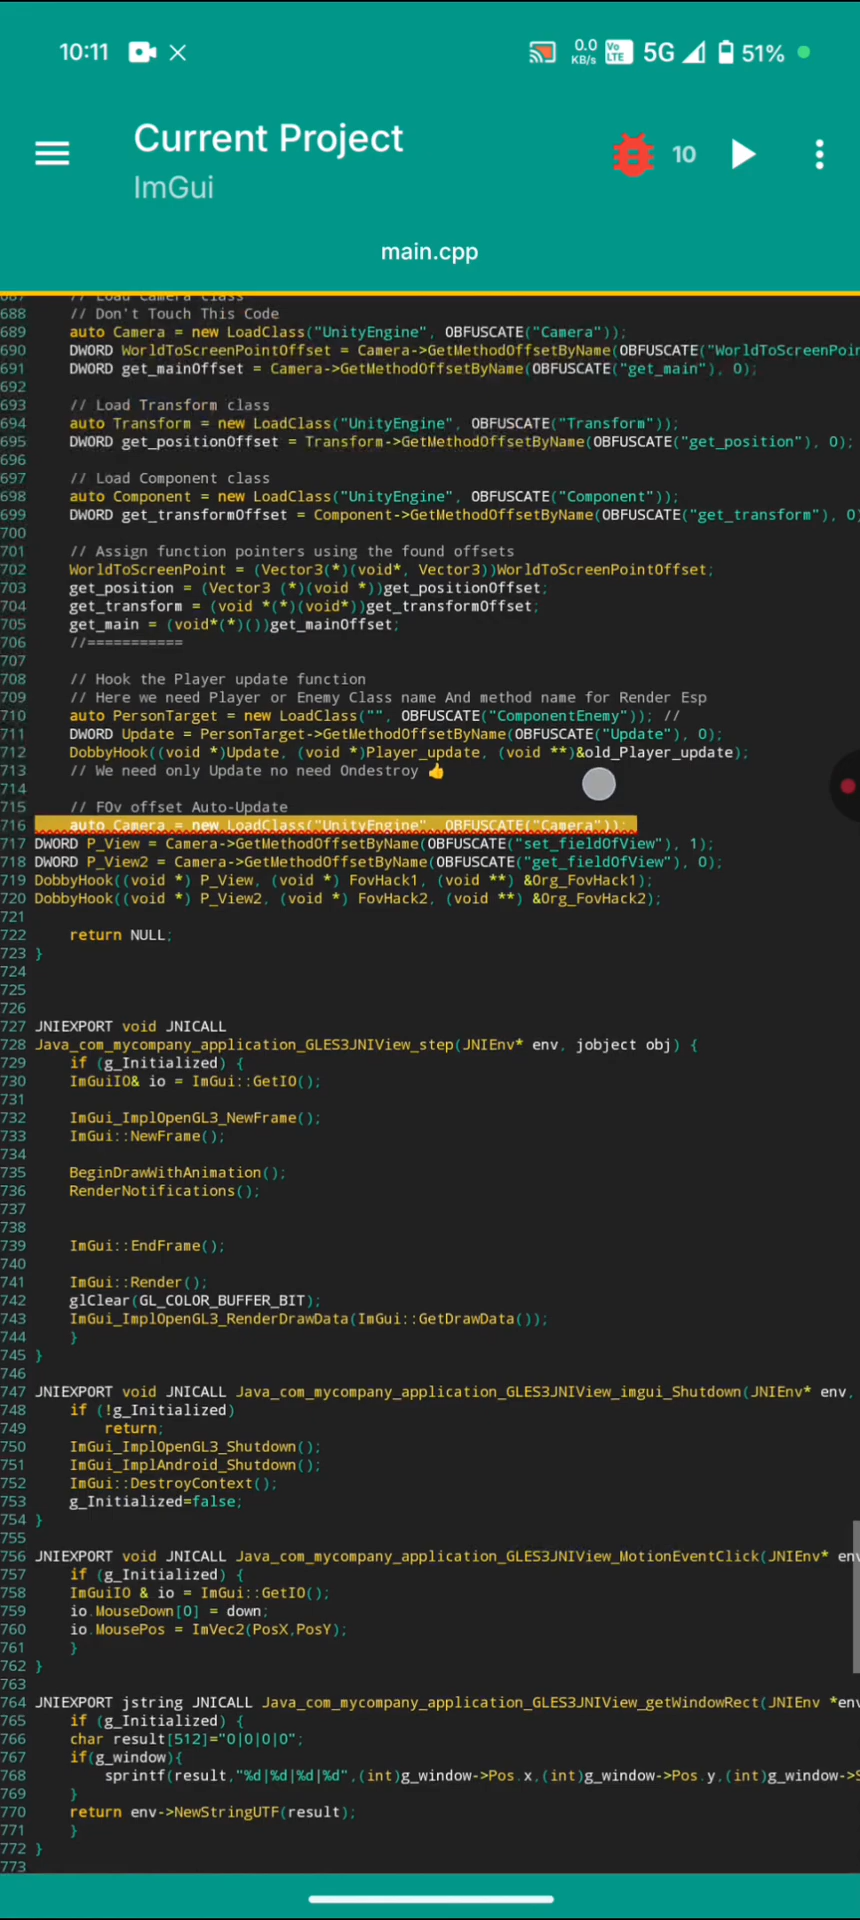 10:11
0.0 KB/s Vo LTE 5G 51%
Current Project
ImGui
10
main.cpp
687 // Load Camera class
688 // Don't Touch This Code
689 auto Camera = new LoadClass("UnityEngine", OBFUSCATE("Camera"));
690 DWORD WorldToScreenPointOffset = Camera->GetMethodOffsetByName(OBFUSCATE("WorldToScreenPoin
691 DWORD get_mainOffset = Camera->GetMethodOffsetByName(OBFUSCATE("get_main"), 0);
692
693 // Load Transform class
694 auto Transform = new LoadClass("UnityEngine", OBFUSCATE("Transform"));
695 DWORD get_positionOffset = Transform->GetMethodOffsetByName(OBFUSCATE("get_position"), 0);
696
697 // Load Component class
698 auto Component = new LoadClass("UnityEngine", OBFUSCATE("Component"));
699 DWORD get_transformOffset = Component->GetMethodOffsetByName(OBFUSCATE("get_transform"), 0
700
701 // Assign function pointers using the found offsets
702 WorldToScreenPoint = (Vector3(*)(void*, Vector3))WorldToScreenPointOffset;
703 get_position = (Vector3 (*)(void *))get_positionOffset;
704 get_transform = (void *(*)(void*))get_transformOffset;
705 get_main = (void*(*)())get_mainOffset;
706 //===========
707
708 // Hook the Player update function
709 // Here we need Player or Enemy Class name And method name for Render Esp
710 auto PersonTarget = new LoadClass("", OBFUSCATE("ComponentEnemy")); //
711 DWORD Update = PersonTarget->GetMethodOffsetByName(OBFUSCATE("Update"), 0);
712 DobbyHook((void *)Update, (void *)Player_update, (void **)&old_Player_update);
713 // We need only Update no need Ondestroy 👍
714
715 // FOv offset Auto-Update
716 auto Camera = new LoadClass("UnityEngine", OBFUSCATE("Camera"));
717 DWORD P_View = Camera->GetMethodOffsetByName(OBFUSCATE("set_fieldOfView"), 1);
718 DWORD P_View2 = Camera->GetMethodOffsetByName(OBFUSCATE("get_fieldOfView"), 0);
719 DobbyHook((void *) P_View, (void *) FovHack1, (void **) &Org_FovHack1);
720 DobbyHook((void *) P_View2, (void *) FovHack2, (void **) &Org_FovHack2);
721
722 return NULL;
723 }
724
725
726
727 JNIEXPORT void JNICALL
728 Java_com_mycompany_application_GLES3JNIView_step(JNIEnv* env, jobject obj) {
729 if (g_Initialized) {
730 ImGuiIO& io = ImGui::GetIO();
731
732 ImGui_ImplOpenGL3_NewFrame();
733 ImGui::NewFrame();
734
735 BeginDrawWithAnimation();
736 RenderNotifications();
737
738
739 ImGui::EndFrame();
740
741 ImGui::Render();
742 glClear(GL_COLOR_BUFFER_BIT);
743 ImGui_ImplOpenGL3_RenderDrawData(ImGui::GetDrawData());
744 }
745 }
746
747 JNIEXPORT void JNICALL Java_com_mycompany_application_GLES3JNIView_imgui_Shutdown(JNIEnv* env,
748 if (!g_Initialized)
749 return;
750 ImGui_ImplOpenGL3_Shutdown();
751 ImGui_ImplAndroid_Shutdown();
752 ImGui::DestroyContext();
753 g_Initialized=false;
754 }
755
756 JNIEXPORT void JNICALL Java_com_mycompany_application_GLES3JNIView_MotionEventClick(JNIEnv* env
757 if (g_Initialized) {
758 ImGuiIO & io = ImGui::GetIO();
759 io.MouseDown[0] = down;
760 io.MousePos = ImVec2(PosX,PosY);
761 }
762 }
763
764 JNIEXPORT jstring JNICALL Java_com_mycompany_application_GLES3JNIView_getWindowRect(JNIEnv *env
765 if (g_Initialized) {
766 char result[512]="0|0|0|0";
767 if(g_window){
768 sprintf(result,"%d|%d|%d|%d",(int)g_window->Pos.x,(int)g_window->Pos.y,(int)g_window->S
769 }
770 return env->NewStringUTF(result);
771 }
772 }
773